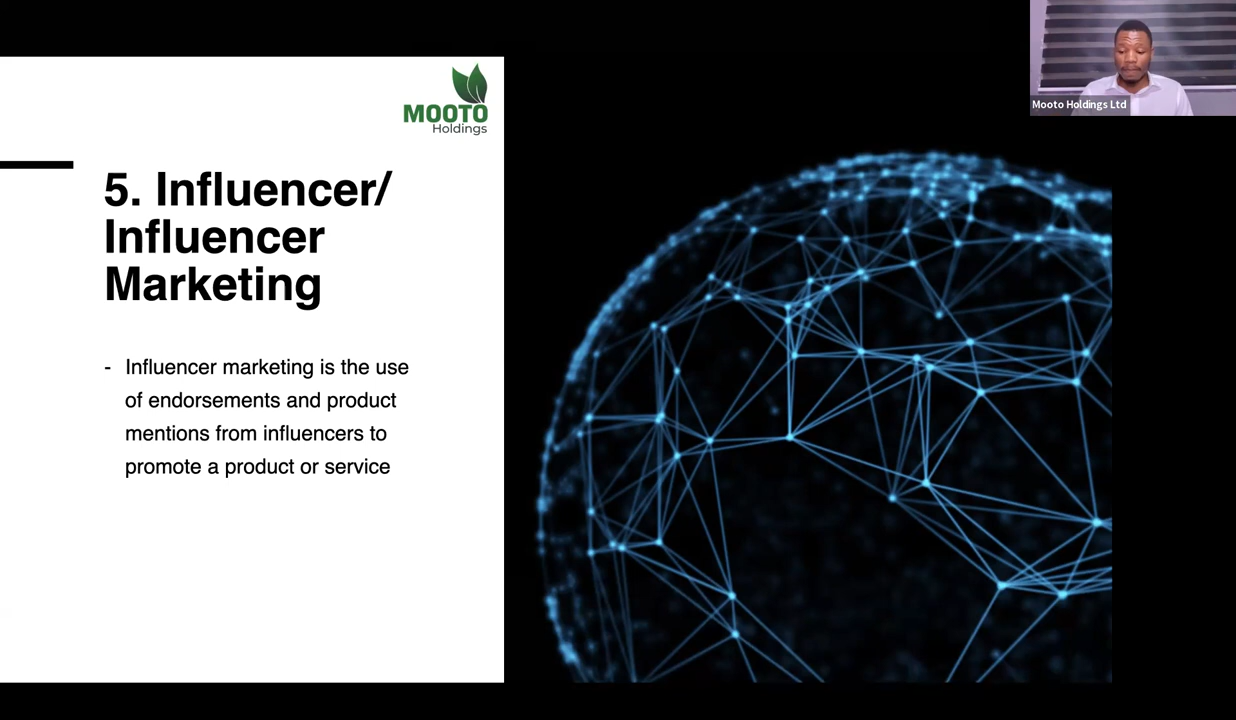 MOOTO
Holdings
5. Influencer/
Influencer
Marketing
- Influencer marketing is the use
of endorsements and product
mentions from influencers to
promote a product or service
Mooto Holdings Ltd